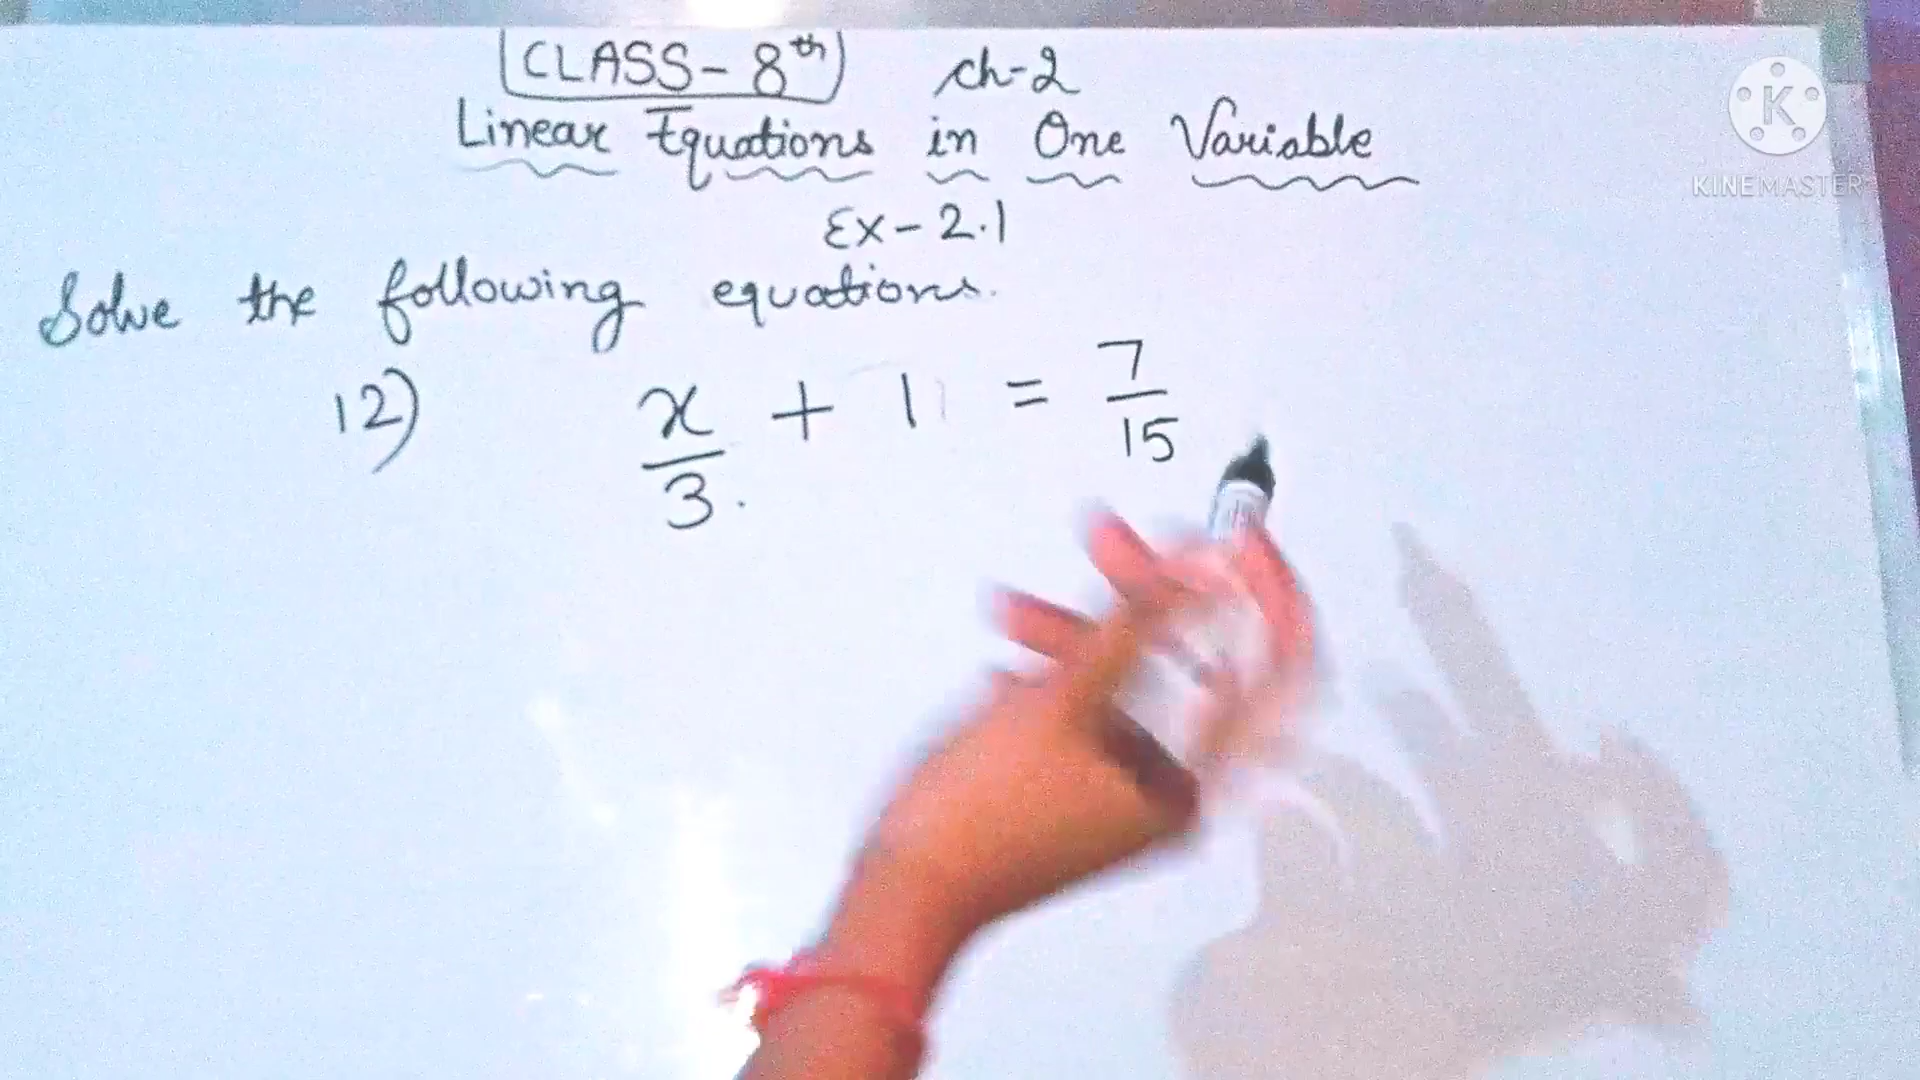 CLASS-8th ch-2
Linear Equations in One Variable
Ex-2.1
Solve the following equations.
12) x/3 + 1 = 7/15
K
KINEMASTER